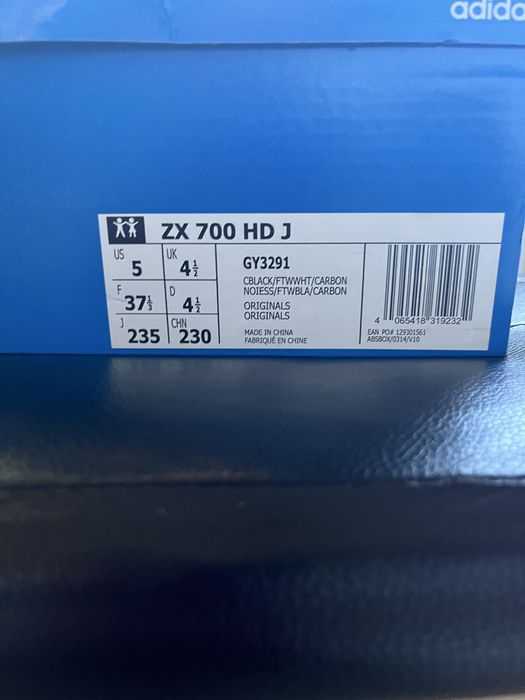 adidas
ZX 700 HD J
US 5 UK 4½
F 37⅓ D 4½
J 235 CHN 230
GY3291
CBLACK/FTWWHT/CARBON
NOIESS/FTWBLA/CARBON
ORIGINALS
ORIGINALS
MADE IN CHINA
FABRIQUÉ EN CHINE
4 065418 319232
EAN PO# 129301561
ABSBOX/0314/V10